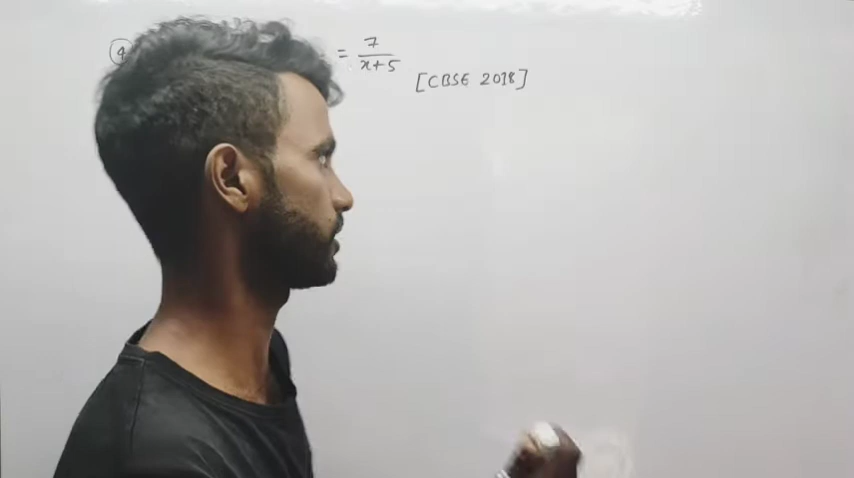 ④ = 7/(x+5)
[CBSE 2018]